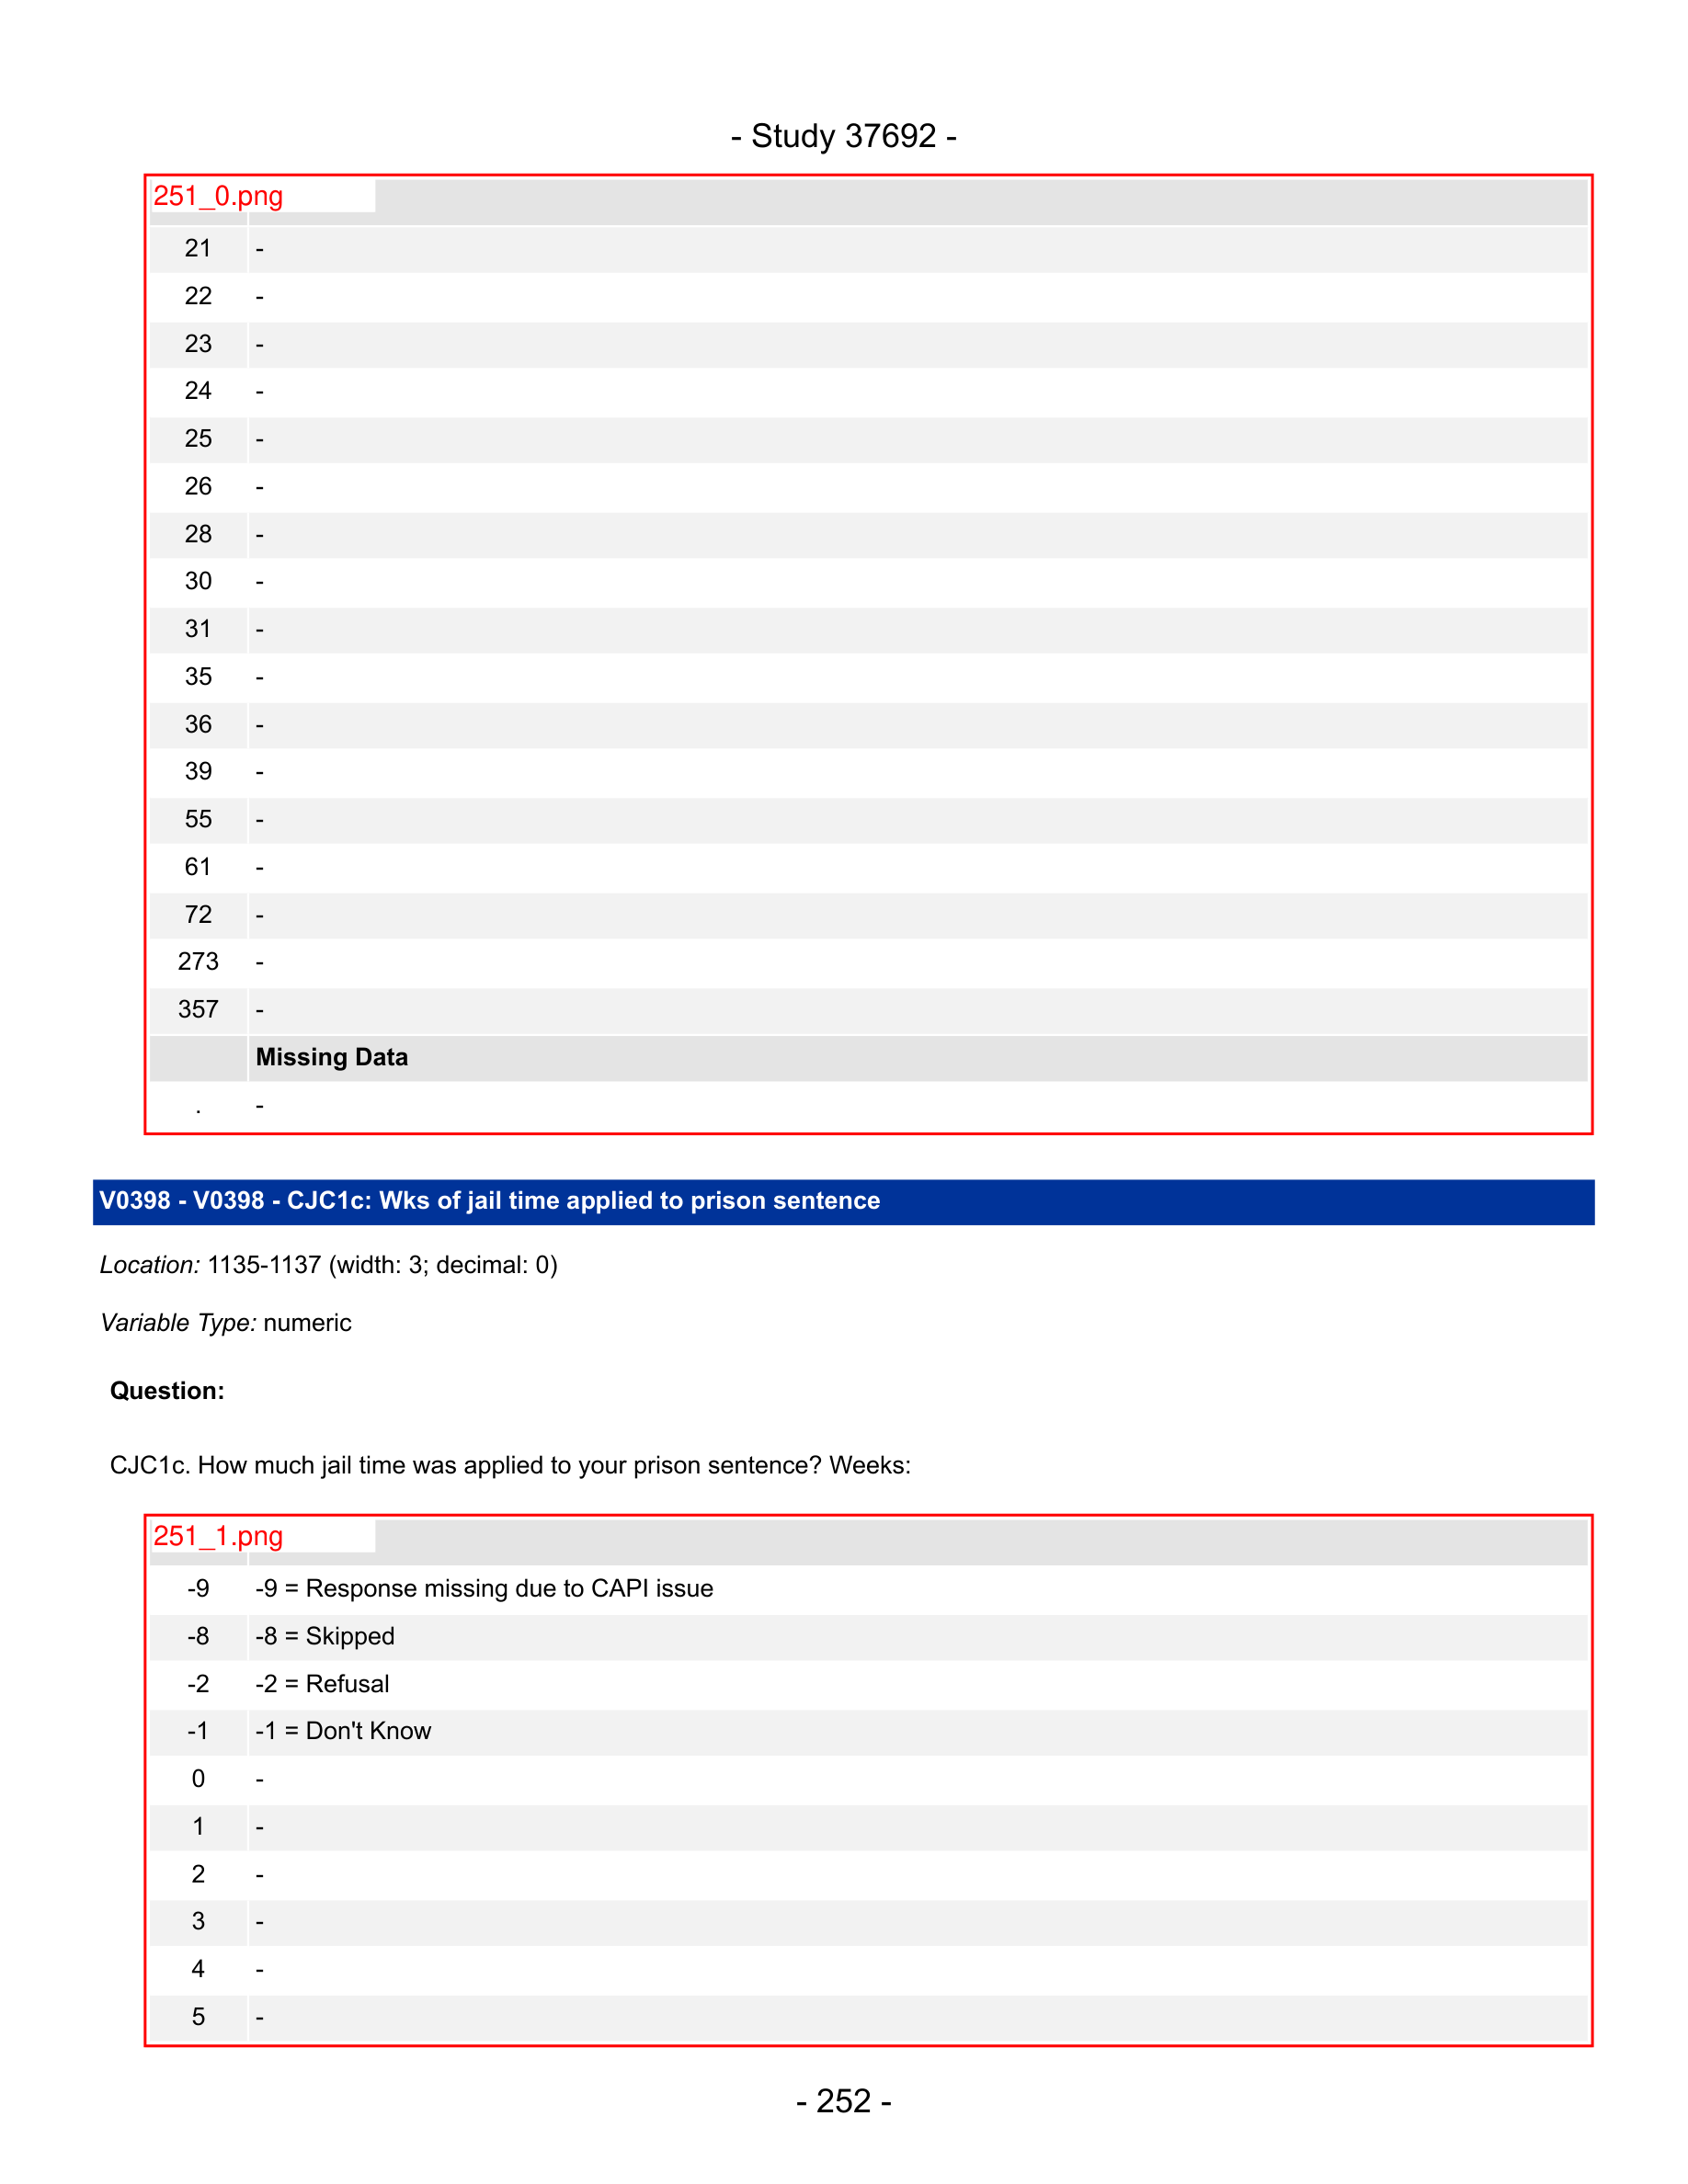 - Study 37692 -
251_0.png
21 -
22 -
23 -
24 -
25 -
26 -
28 -
30 -
31 -
35 -
36 -
39 -
55 -
61 -
72 -
273 -
357 -
Missing Data
. -
V0398 - V0398 - CJC1c: Wks of jail time applied to prison sentence
Location: 1135-1137 (width: 3; decimal: 0)
Variable Type: numeric
Question:
CJC1c. How much jail time was applied to your prison sentence? Weeks:
251_1.png
-9 -9 = Response missing due to CAPI issue
-8 -8 = Skipped
-2 -2 = Refusal
-1 -1 = Don't Know
0 -
1 -
2 -
3 -
4 -
5 -
- 252 -